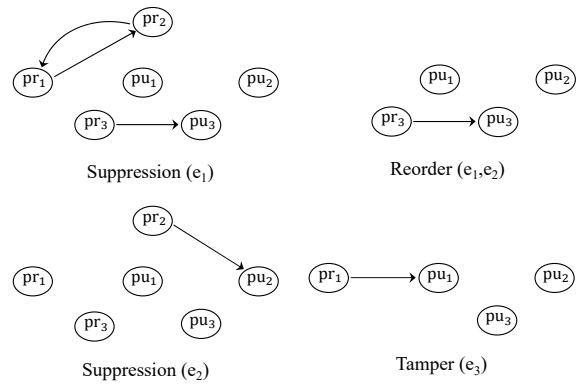 pr₂
pr₁ pu₁ pu₂
pr₃ pu₃
Suppression (e₁)
pu₁ pu₂
pr₃ pu₃
Reorder (e₁,e₂)
pr₂
pr₁ pu₁ pu₂
pr₃ pu₃
Suppression (e₂)
pr₁ pu₁ pu₂
pu₃
Tamper (e₃)